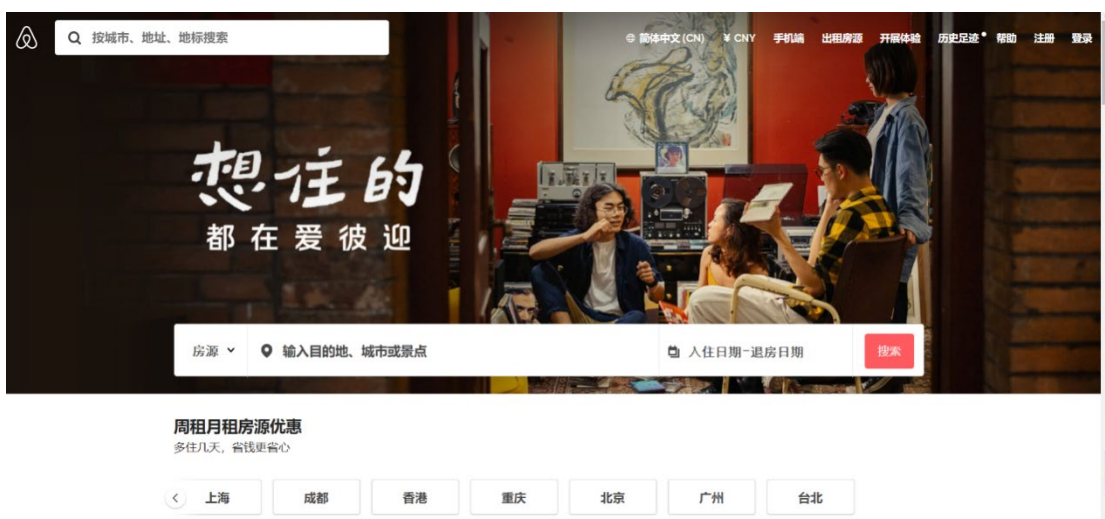 按城市、地址、地标搜索
简体中文(CN) ¥ CNY 手机端 出租房源 开展体验 历史足迹 帮助 注册 登录
想住的
都在爱彼迎
房源 输入目的地、城市或景点 入住日期-退房日期 搜索
周租月租房源优惠
多住几天，省钱更省心
上海 成都 香港 重庆 北京 广州 台北